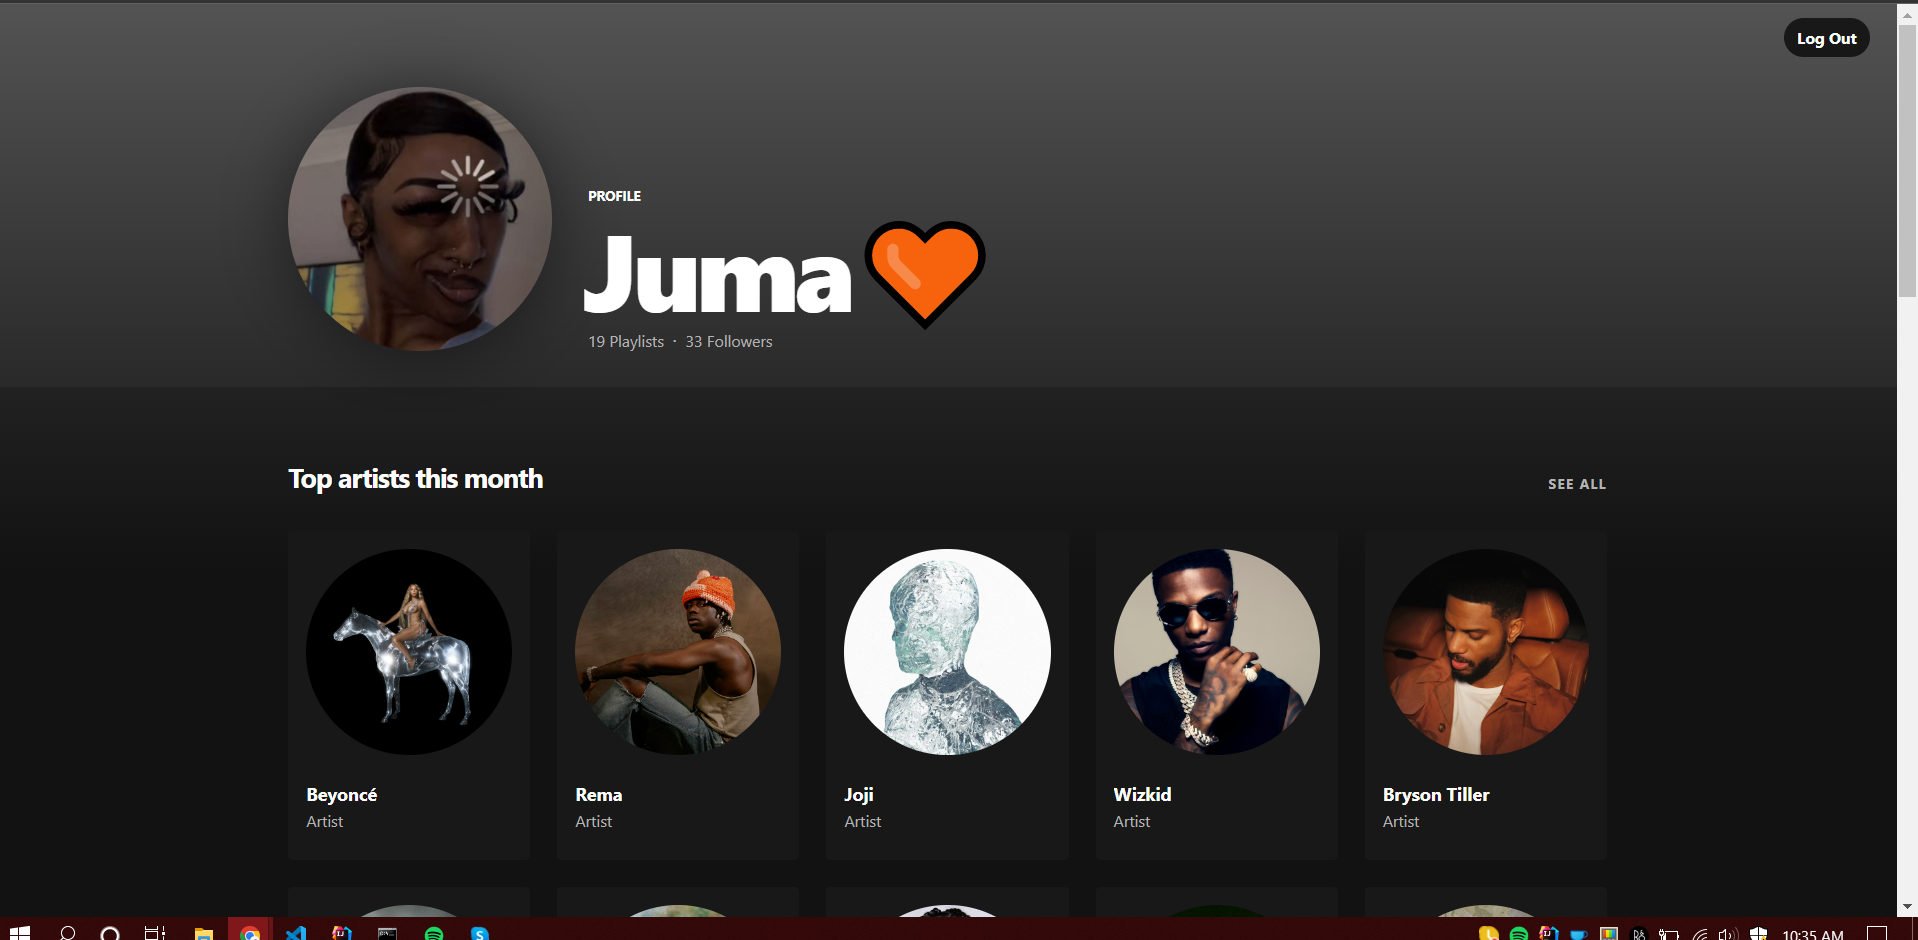 Log Out
PROFILE
Juma🧡
19 Playlists · 33 Followers
Top artists this month
SEE ALL
Beyoncé
Artist
Rema
Artist
Joji
Artist
Wizkid
Artist
Bryson Tiller
Artist
10:35 AM